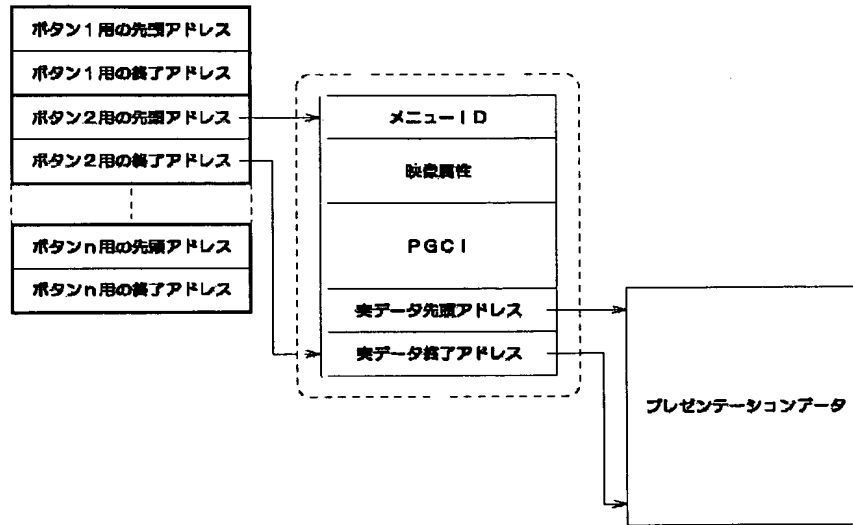 ボタン1用の先頭アドレス
ボタン1用の終了アドレス
ボタン2用の先頭アドレス
ボタン2用の終了アドレス
ボタンn用の先頭アドレス
ボタンn用の終了アドレス
メニューID
映像属性
PGCI
実データ先頭アドレス
実データ終了アドレス
プレゼンテーションデータ